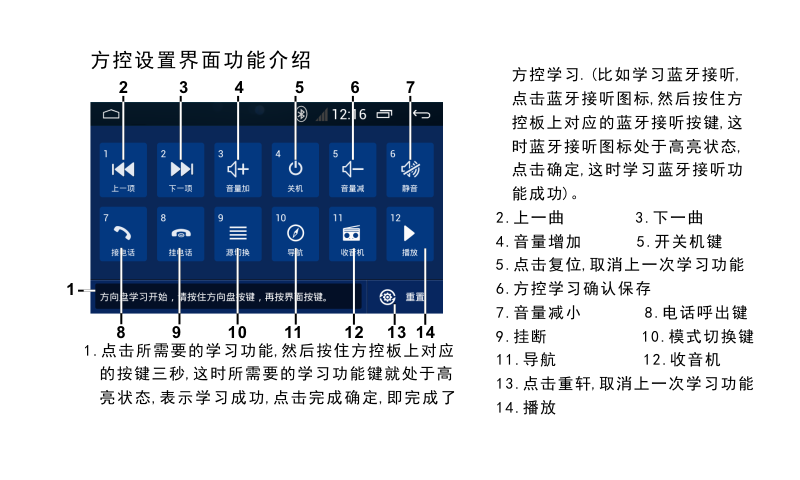 方控设置界面功能介绍
2 3 4 5 6 7
12:16
1 2 3 4 5 6
上一项 下一项 音量加 关机 音量减 静音
7 8 9 10 11 12
接电话 挂电话 源切换 导航 收音机 播放
1
方向盘学习开始，请按住方向盘按键，再按界面按键。 重置
8 9 10 11 12 13 14
1.点击所需要的学习功能,然后按住方控板上对应
的按键三秒,这时所需要的学习功能键就处于高
亮状态,表示学习成功,点击完成确定,即完成了
方控学习.(比如学习蓝牙接听,
点击蓝牙接听图标,然后按住方
控板上对应的蓝牙接听按键,这
时蓝牙接听图标处于高亮状态,
点击确定,这时学习蓝牙接听功
能成功)。
2.上一曲 3.下一曲
4.音量增加 5.开关机键
5.点击复位,取消上一次学习功能
6.方控学习确认保存
7.音量减小 8.电话呼出键
9.挂断 10.模式切换键
11.导航 12.收音机
13.点击重轩,取消上一次学习功能
14.播放